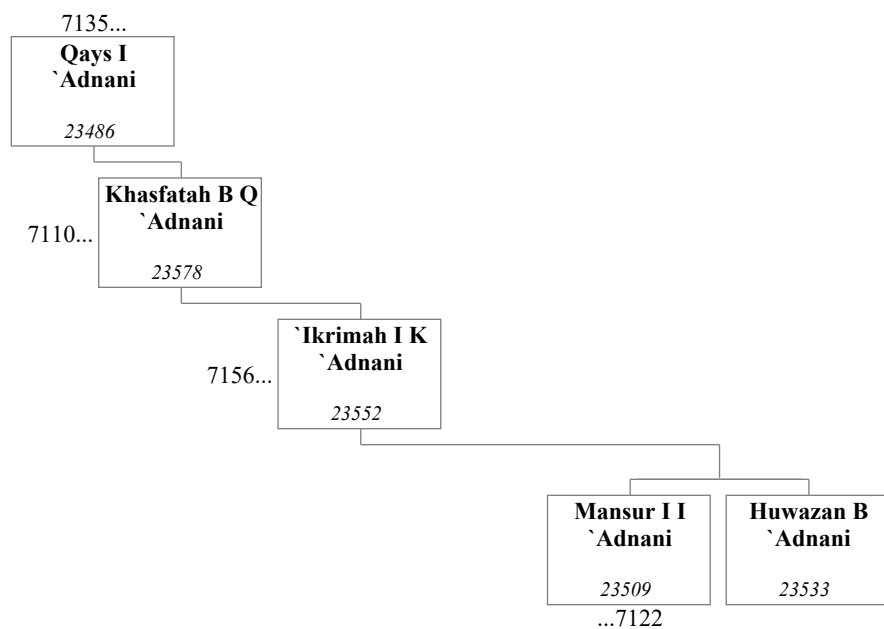 7135...
Qays I
`Adnani
23486
Khasfatah B Q
`Adnani
7110...
23578
`Ikrimah I K
`Adnani
7156...
23552
Mansur I I
`Adnani
23509
...7122
Huwazan B
`Adnani
23533